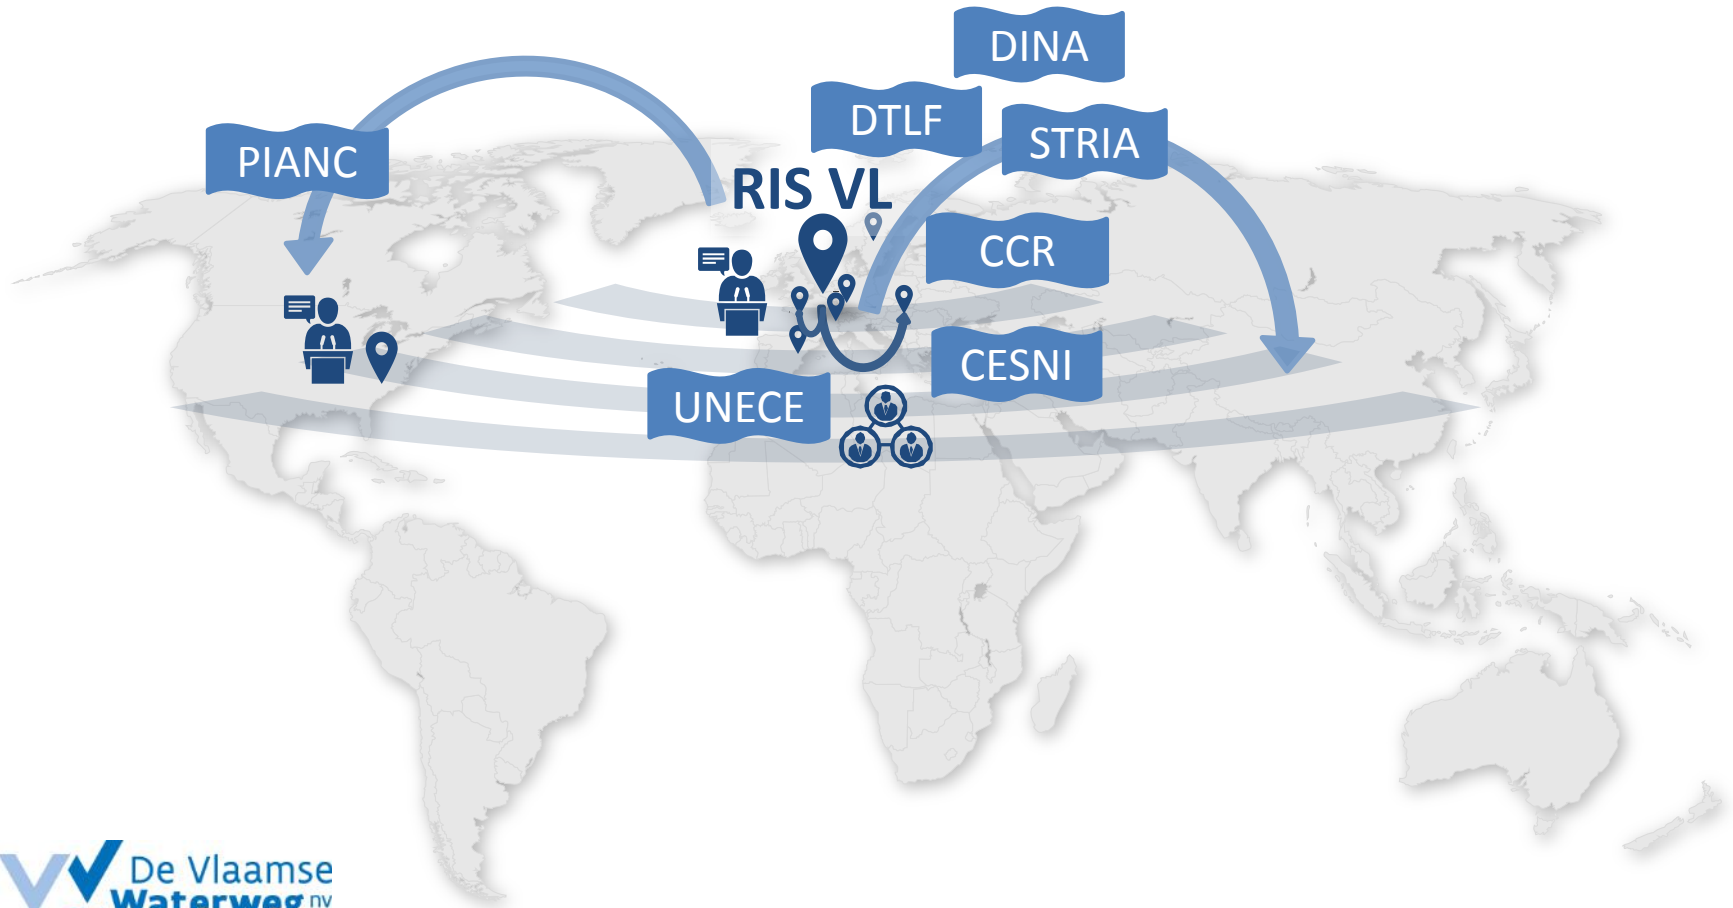 DINA
DTLF
STRIA
PIANC
RIS VL
CCR
CESNI
UNECE
De Vlaamse
Waterweg nv